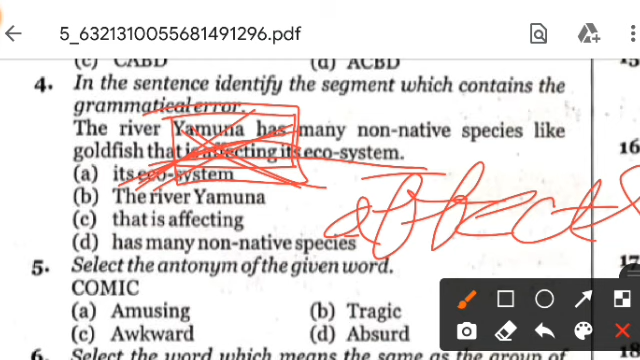 5_6321310055681491296.pdf
(c) CABD (d) ACBD
4. In the sentence identify the segment which contains the
grammatical error.
The river Yamuna has many non-native species like
goldfish that is affecting its eco-system.
(a) its eco-system
(b) The river Yamuna
(c) that is affecting
(d) has many non-native species
affects
5. Select the antonym of the given word.
COMIC
(a) Amusing (b) Tragic
(c) Awkward (d) Absurd
6. Select the word which means the same as the group of
16
17